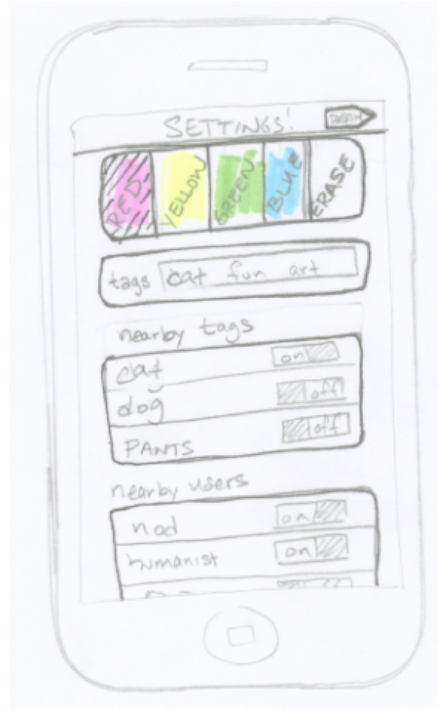 SETTINGS!
RED YELLOW GREEN BLUE ERASE
tags cat fun art
nearby tags
cat on
dog off
PANTS off
nearby users
nod on
humanist on
off